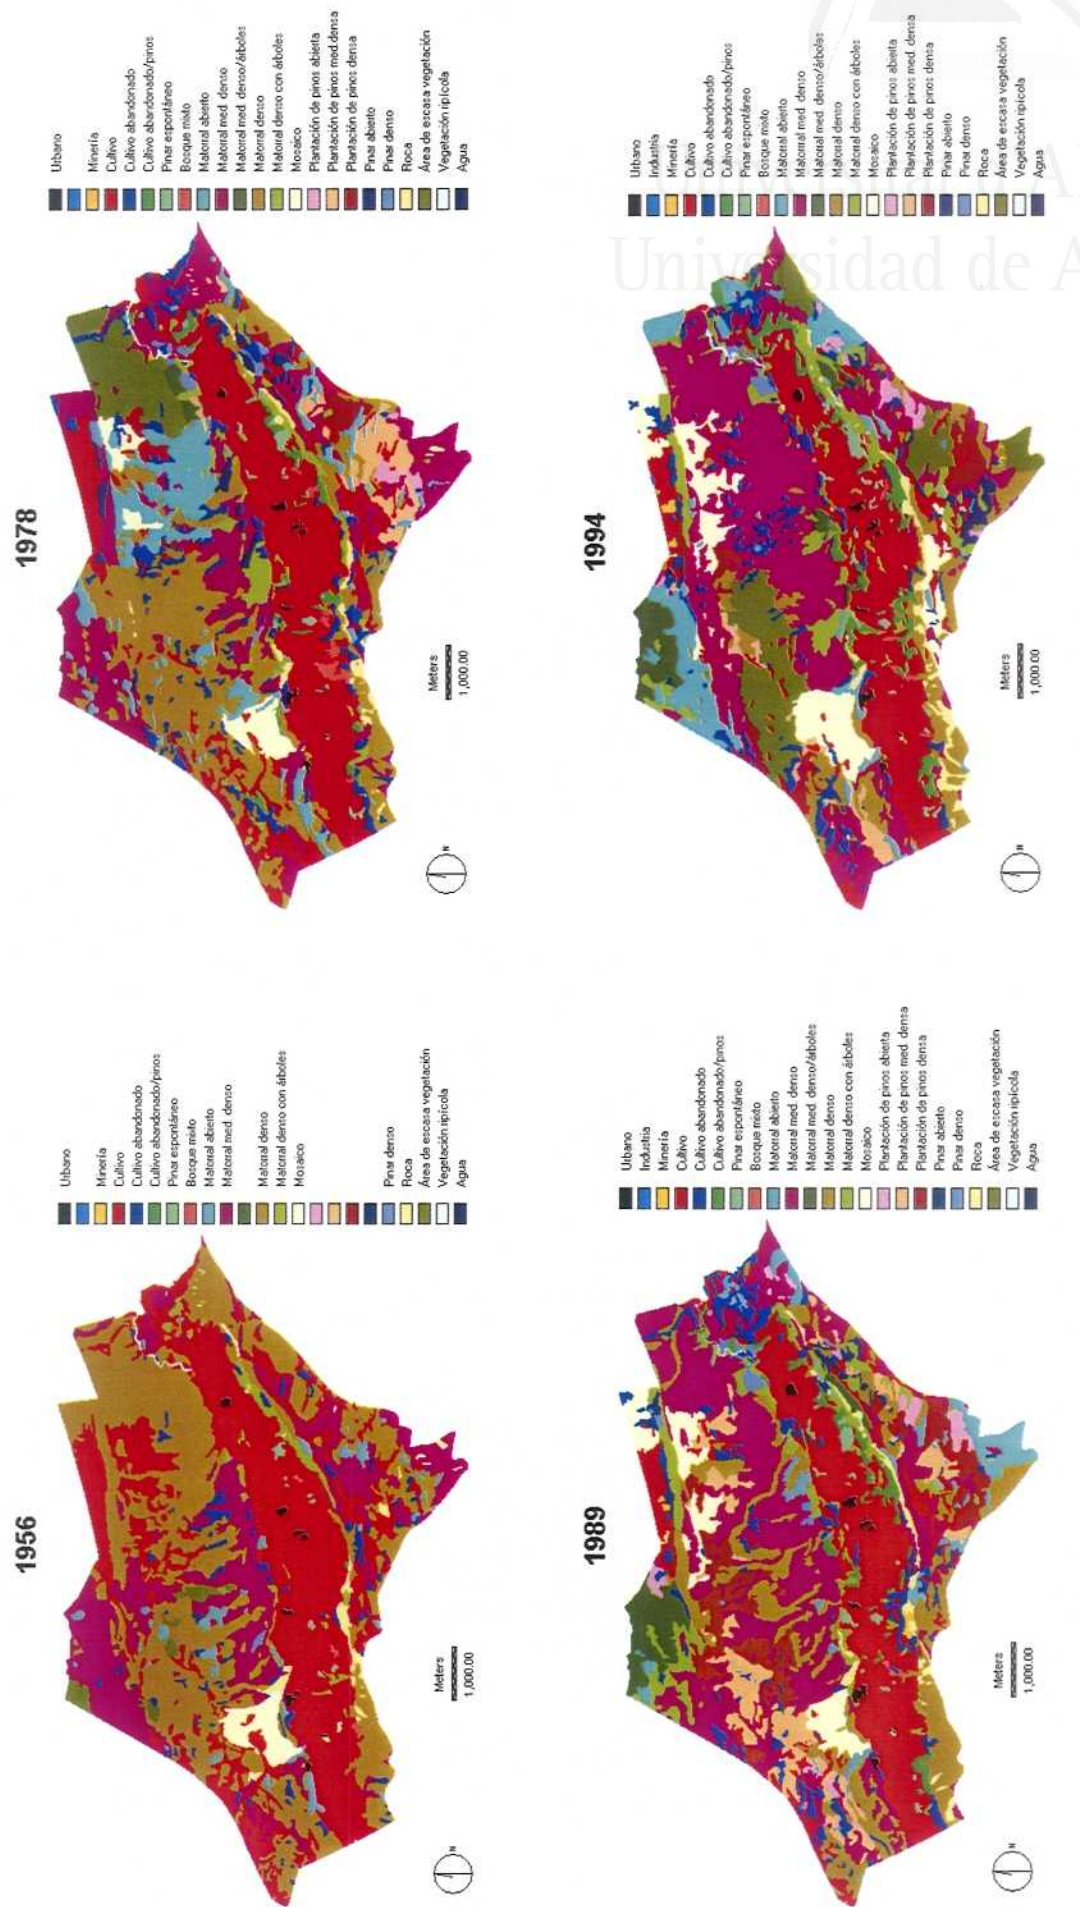 1978
Urbano
Minería
Cultivo
Cultivo abandonado
Cultivo abandonado/pinos
Pinar espontáneo
Bosque mixto
Matorral abierto
Matorral med. denso
Matorral med. denso/árboles
Matorral denso
Matorral denso con árboles
Mosaico
Plantación de pinos abierta
Plantación de pinos med.densa
Plantación de pinos densa
Pinar abierto
Pinar denso
Roca
Área de escasa vegetación
Vegetación ripícola
Agua
Meters
1,000.00
N
1994
Urbano
Industria
Minería
Cultivo
Cultivo abandonado
Cultivo abandonado/pinos
Pinar espontáneo
Bosque mixto
Matorral abierto
Matorral med. denso
Matorral med. denso/árboles
Matorral denso
Matorral denso con árboles
Mosaico
Plantación de pinos abierta
Plantación de pinos med. densa
Plantación de pinos densa
Pinar abierto
Pinar denso
Roca
Área de escasa vegetación
Vegetación ripícola
Agua
Meters
1,000.00
N
1956
Urbano
Minería
Cultivo
Cultivo abandonado
Cultivo abandonado/pinos
Pinar espontáneo
Bosque mixto
Matorral abierto
Matorral med. denso
Matorral denso
Matorral denso con árboles
Mosaico
Pinar denso
Roca
Área de escasa vegetación
Vegetación ripícola
Agua
Meters
1,000.00
N
1989
Urbano
Industria
Minería
Cultivo
Cultivo abandonado
Cultivo abandonado/pinos
Pinar espontáneo
Bosque mixto
Matorral abierto
Matorral med. denso
Matorral med. denso/árboles
Matorral denso
Matorral denso con árboles
Mosaico
Plantación de pinos abierta
Plantación de pinos med. densa
Plantación de pinos densa
Pinar abierto
Pinar denso
Roca
Área de escasa vegetación
Vegetación ripícola
Agua
Meters
1,000.00
N
Universitat d'A
Universidad de A